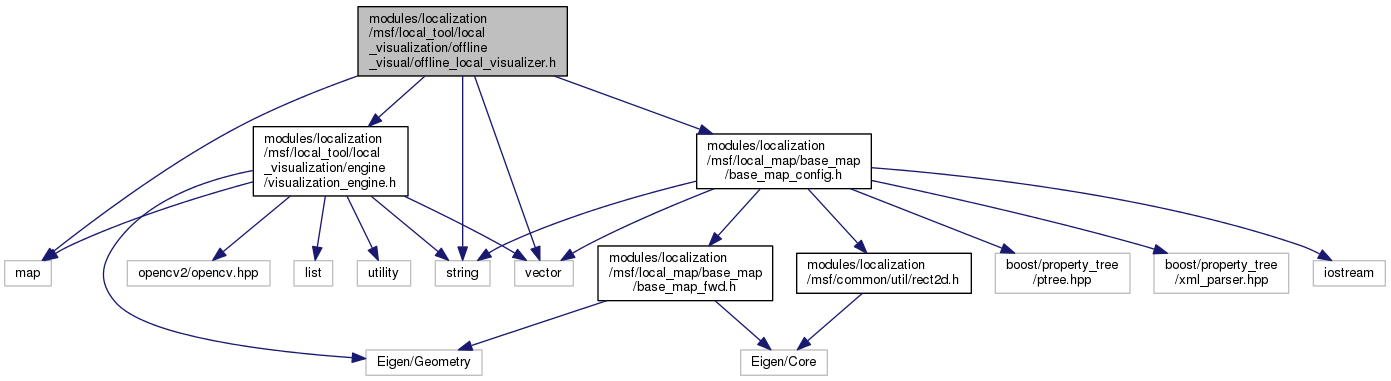 modules/localization
/msf/local_tool/local
_visualization/offline
_visual/offline_local_visualizer.h
modules/localization
/msf/local_tool/local
_visualization/engine
/visualization_engine.h
modules/localization
/msf/local_map/base_map
/base_map_config.h
map
opencv2/opencv.hpp
list
utility
string
vector
modules/localization
/msf/local_map/base_map
/base_map_fwd.h
modules/localization
/msf/common/util/rect2d.h
boost/property_tree
/ptree.hpp
boost/property_tree
/xml_parser.hpp
iostream
Eigen/Geometry
Eigen/Core